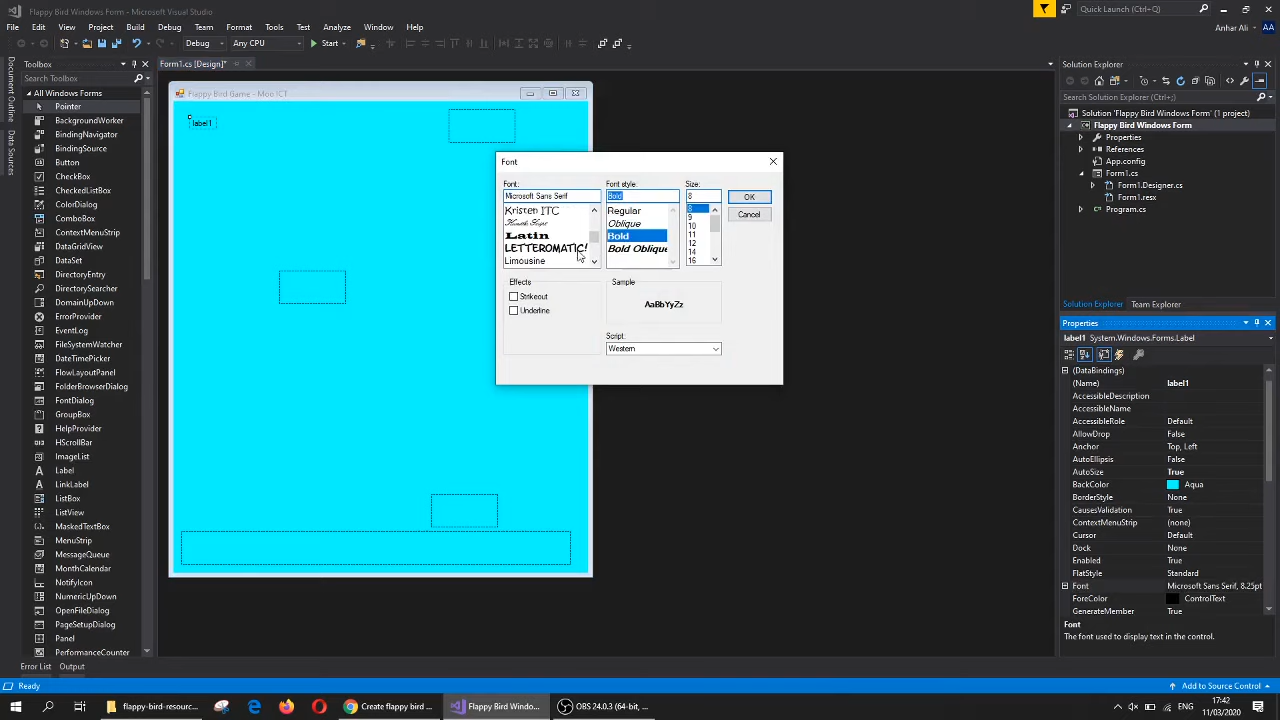 Flappy Bird Windows Form - Microsoft Visual Studio
Quick Launch (Ctrl+Q)
File Edit View Project Build Debug Team Tools Test Analyze Window Help
Anhar Ali
Debug Any CPU Start
Document Outline
Data Sources
Toolbox
Search Toolbox
All Windows Forms
Pointer
BackgroundWorker
BindingNavigator
BindingSource
Button
CheckBox
CheckedListBox
ColorDialog
ComboBox
ContextMenuStrip
DataGridView
DataSet
DirectoryEntry
DirectorySearcher
DomainUpDown
ErrorProvider
EventLog
FileSystemWatcher
FlowLayoutPanel
FolderBrowserDialog
FontDialog
GroupBox
HelpProvider
HScrollBar
ImageList
Label
LinkLabel
ListBox
ListView
MaskedTextBox
MenuStrip
MessageQueue
MonthCalendar
NotifyIcon
NumericUpDown
OpenFileDialog
PageSetupDialog
Panel
PerformanceCounter
Form1.cs [Design]*
Flappy Bird Game - Moo ICT
label1
Font
Font: Font style: Size:
Microsoft Sans Serif Bold 8
Kristen ITC
Kunstler Script
Latin
LETTEROMATIC!
Limousine
Regular
Oblique
Bold
Bold Oblique
8
9
10
11
12
14
16
OK
Cancel
Effects
Strikeout
Underline
Sample
AaBbYyZz
Script:
Western
Solution Explorer
Search Solution Explorer (Ctrl+;)
Solution 'Flappy Bird Windows Form' (1 project)
Flappy Bird Windows Form
Properties
References
App.config
Form1.cs
Form1.Designer.cs
Form1.resx
Program.cs
Solution Explorer Team Explorer
Properties
label1 System.Windows.Forms.Label
(DataBindings)
(Name) label1
AccessibleDescription
AccessibleName
AccessibleRole Default
AllowDrop False
Anchor Top, Left
AutoEllipsis False
AutoSize True
BackColor Aqua
BorderStyle None
CausesValidation True
ContextMenuStrip (none)
Cursor Default
Dock None
Enabled True
FlatStyle Standard
Font Microsoft Sans Serif, 8.25pt
ForeColor ControlText
GenerateMember True
Font
The font used to display text in the control.
Error List Output
Ready
Add to Source Control
flappy-bird-resourc...
Create flappy bird ...
Flappy Bird Windo...
OBS 24.0.3 (64-bit, ...
ENG
17:42
11/03/2020